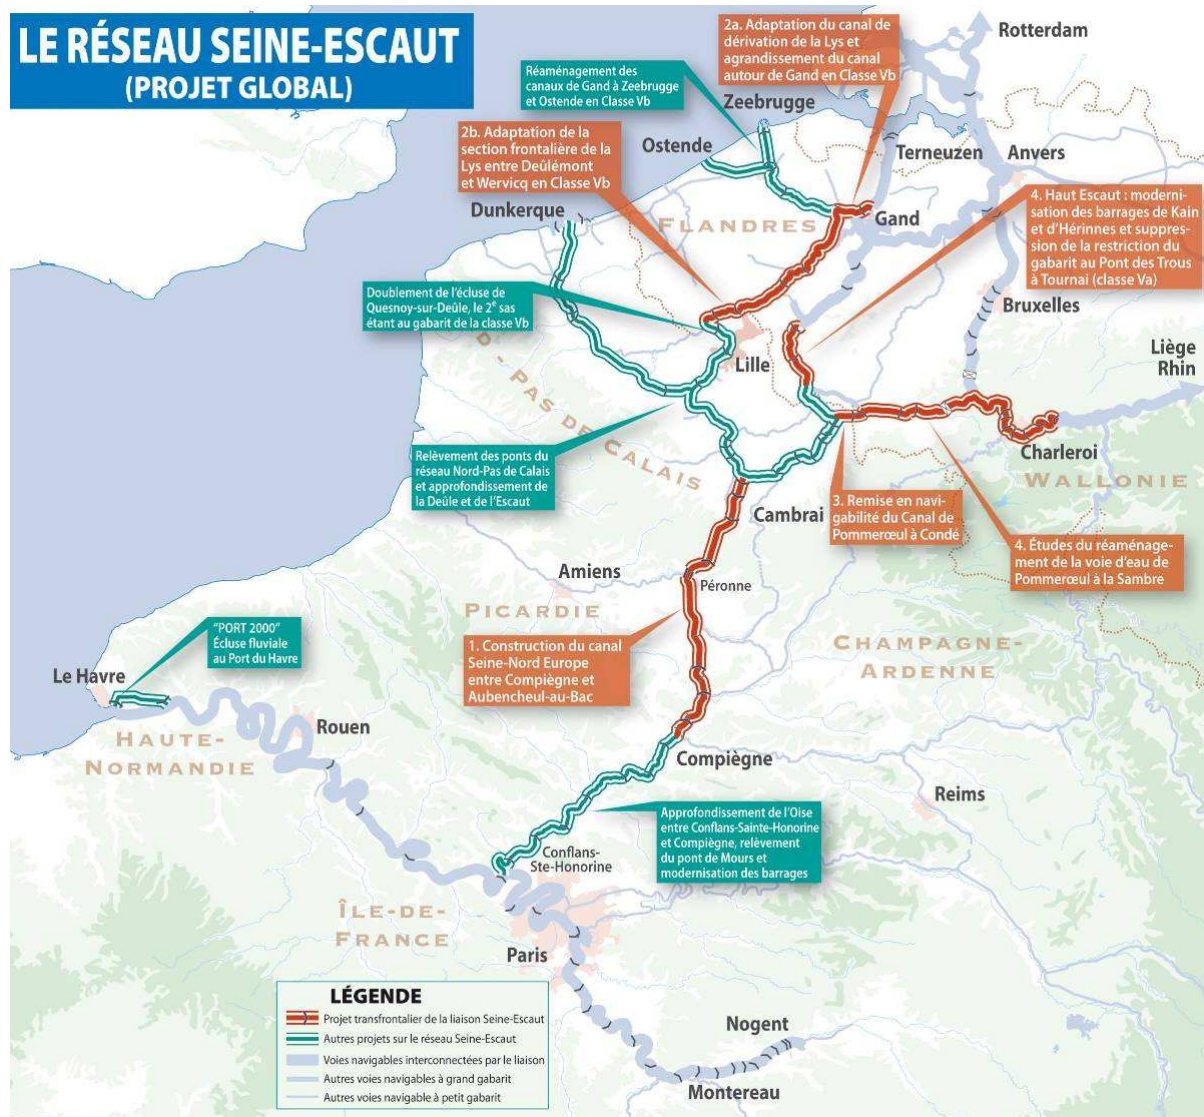 LE RÉSEAU SEINE-ESCAUT
(PROJET GLOBAL)
2a. Adaptation du canal de
dérivation de la Lys et
agrandissement du canal
autour de Gand en Classe Vb
Rotterdam
Réaménagement des
canaux de Gand à Zeebrugge
et Ostende en Classe Vb
Zeebrugge
2b. Adaptation de la
section frontalière de la
Lys entre Deûlémont
et Wervicq en Classe Vb
Ostende
Terneuzen
Anvers
Dunkerque
FLANDRES
Gand
4. Haut Escaut : moderni-
sation des barrages de Kain
et d'Hérinnes et suppres-
sion de la restriction du
gabarit au Pont des Trous
à Tournai (classe Va)
Doublement de l'écluse de
Quesnoy-sur-Deûle, le 2e sas
étant au gabarit de la classe Vb
Bruxelles
Lille
Liège
Rhin
D - PAS DE CALAIS
Relèvement des ponts du
réseau Nord-Pas de Calais
et approfondissement de
la Deûle et de l'Escaut
Charleroi
WALLONIE
Cambrai
3. Remise en navi-
gabilité du Canal de
Pommerœul à Condé
4. Études du réaménage-
ment de la voie d'eau de
Pommerœul à la Sambre
Amiens
Péronne
PICARDIE
"PORT 2000"
Écluse fluviale
au Port du Havre
1. Construction du canal
Seine-Nord Europe
entre Compiègne et
Aubencheul-au-Bac
CHAMPAGNE-
ARDENNE
Le Havre
Rouen
HAUTE-
NORMANDIE
Compiègne
Reims
Approfondissement de l'Oise
entre Conflans-Sainte-Honorine
et Compiègne, relèvement
du pont de Mours et
modernisation des barrages
Conflans-
Ste-Honorine
ÎLE-DE-
FRANCE
Paris
LÉGENDE
Projet transfrontalier de la liaison Seine-Escaut
Autres projets sur le réseau Seine-Escaut
Voies navigables interconnectées par le liaison
Autres voies navigables à grand gabarit
Autres voies navigable à petit gabarit
Nogent
Montereau